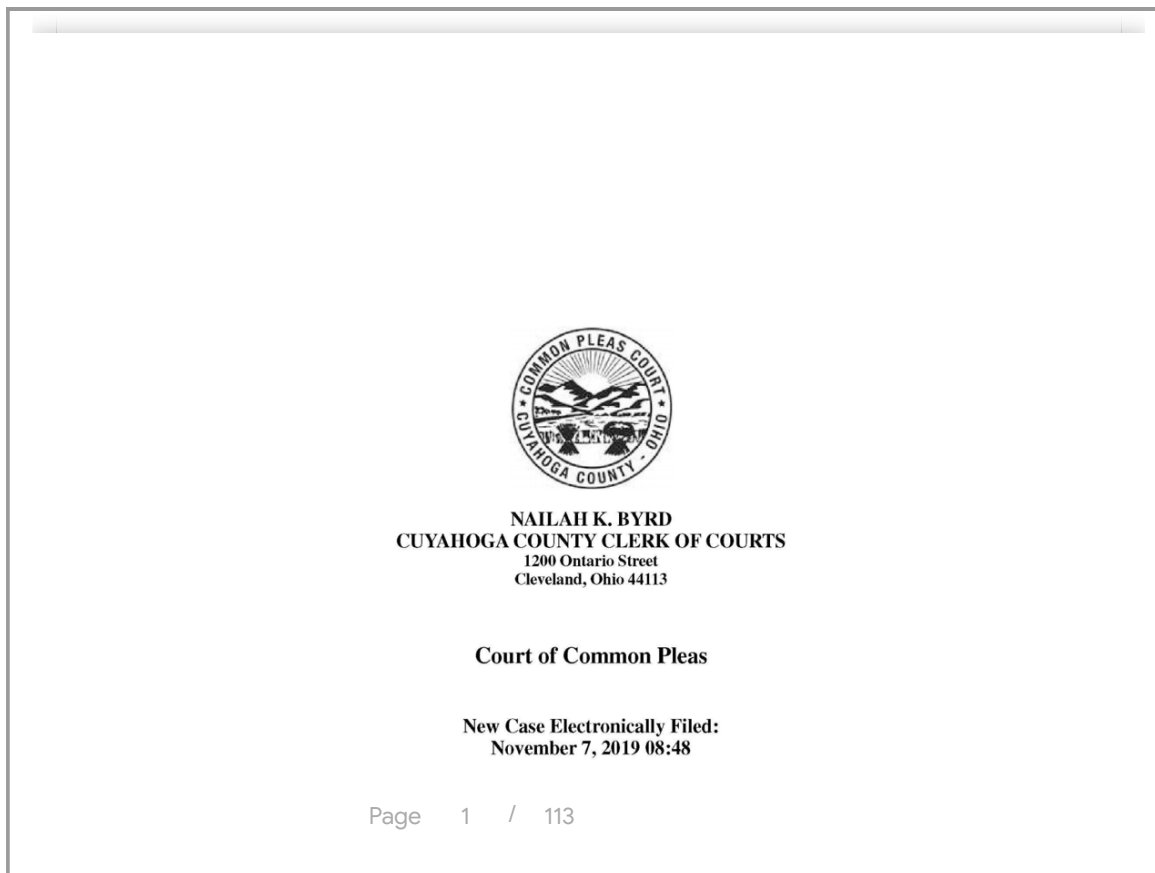 COMMON PLEAS COURT
CUYAHOGA COUNTY - OHIO
NAILAH K. BYRD
CUYAHOGA COUNTY CLERK OF COURTS
1200 Ontario Street
Cleveland, Ohio 44113
Court of Common Pleas
New Case Electronically Filed:
November 7, 2019 08:48
Page 1 / 113